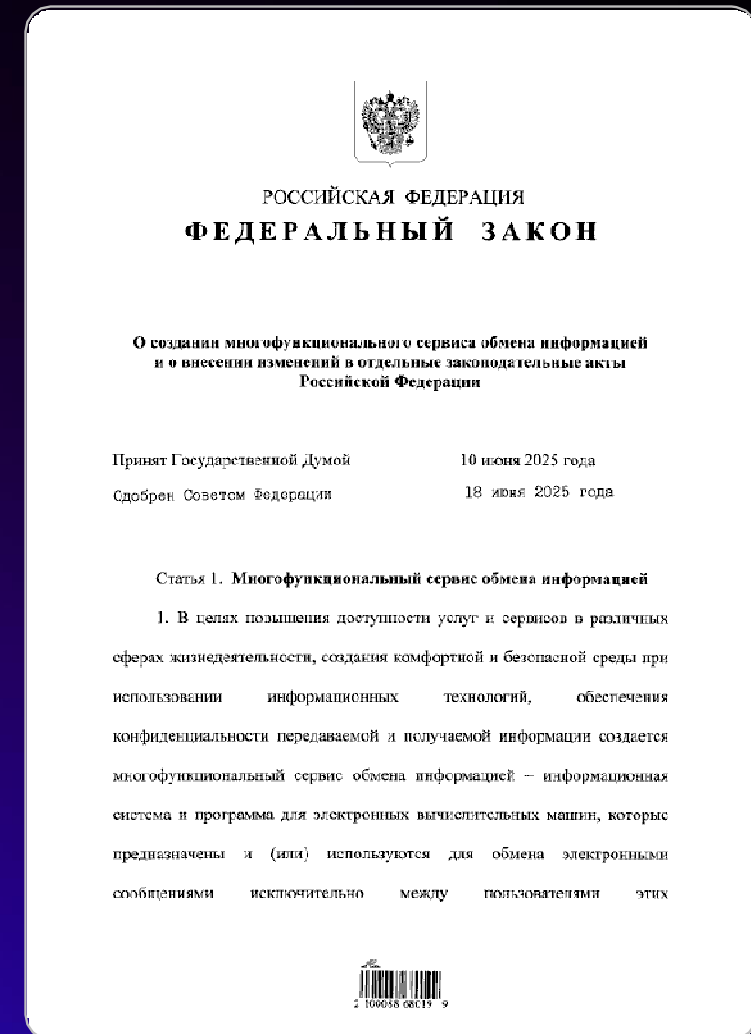 РОССИЙСКАЯ ФЕДЕРАЦИЯ
ФЕДЕРАЛЬНЫЙ ЗАКОН
О создании многофункционального сервиса обмена информацией
и о внесении изменений в отдельные законодательные акты
Российской Федерации
Принят Государственной Думой 10 июня 2025 года
Одобрен Советом Федерации 18 июня 2025 года
Статья 1. Многофункциональный сервис обмена информацией
1. В целях повышения доступности услуг и сервисов в различных
сферах жизнедеятельности, создания комфортной и безопасной среды при
использовании информационных технологий, обеспечения
конфиденциальности передаваемой и получаемой информации создается
многофункциональный сервис обмена информацией – информационная
система и программа для электронных вычислительных машин, которые
предназначены и (или) используются для обмена электронными
сообщениями исключительно между пользователями этих